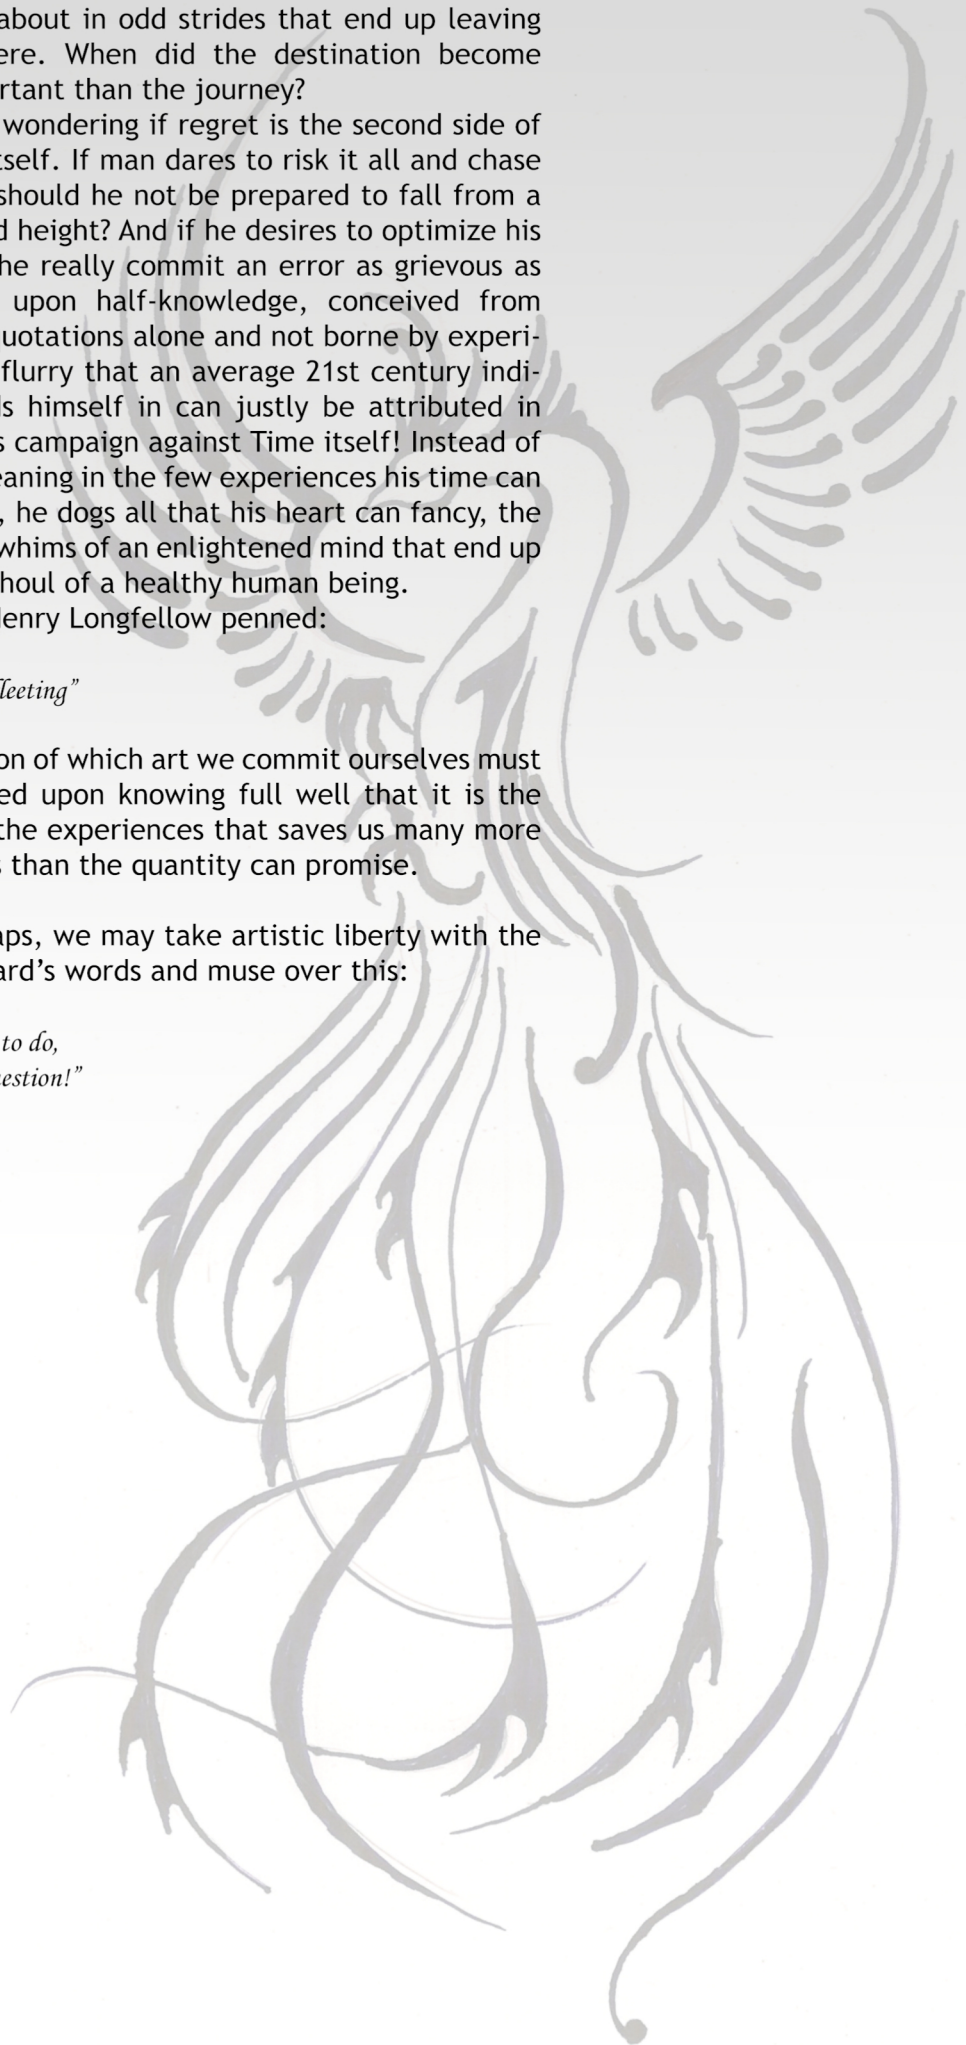 about in odd strides that end up leaving
ere. When did the destination become
rtant than the journey?
wondering if regret is the second side of
tself. If man dares to risk it all and chase
should he not be prepared to fall from a
d height? And if he desires to optimize his
he really commit an error as grievous as
upon half-knowledge, conceived from
uotations alone and not borne by experi-
flurry that an average 21st century indi-
ds himself in can justly be attributed in
s campaign against Time itself! Instead of
eaning in the few experiences his time can
, he dogs all that his heart can fancy, the
whims of an enlightened mind that end up
houl of a healthy human being.
Henry Longfellow penned:
fleeting”
on of which art we commit ourselves must
ed upon knowing full well that it is the
the experiences that saves us many more
s than the quantity can promise.
aps, we may take artistic liberty with the
ard’s words and muse over this:
to do,
uestion!”